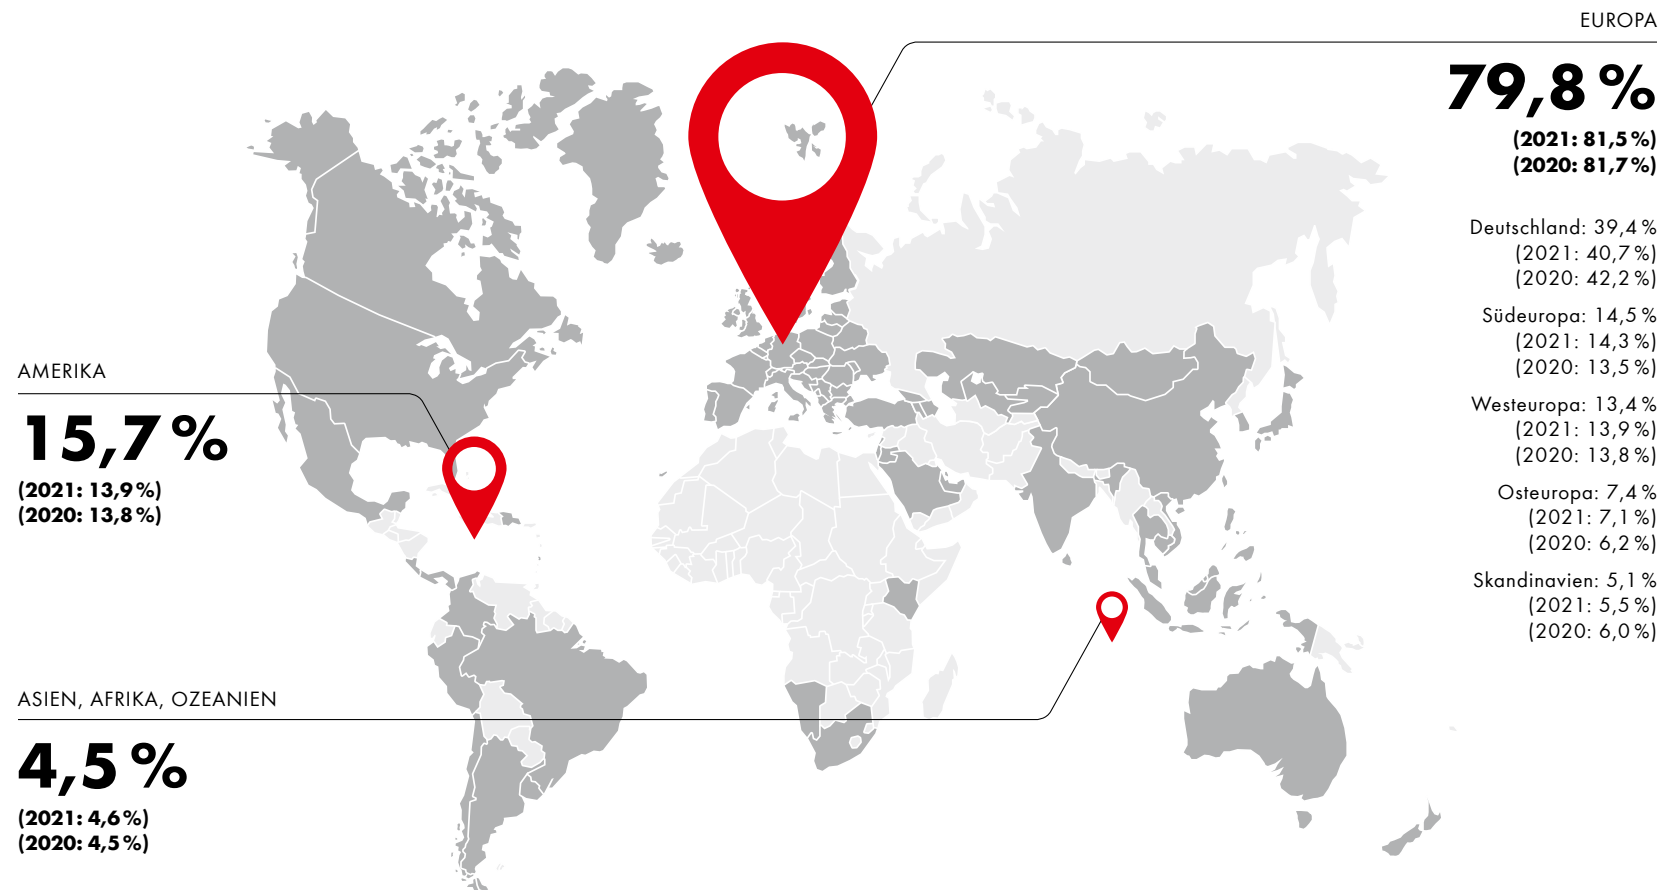 EUROPA
79,8 %
(2021: 81,5 %)
(2020: 81,7 %)
Deutschland: 39,4 %
(2021: 40,7 %)
(2020: 42,2 %)
Südeuropa: 14,5 %
(2021: 14,3 %)
(2020: 13,5 %)
Westeuropa: 13,4 %
(2021: 13,9 %)
(2020: 13,8 %)
Osteuropa: 7,4 %
(2021: 7,1 %)
(2020: 6,2 %)
Skandinavien: 5,1 %
(2021: 5,5 %)
(2020: 6,0 %)
AMERIKA
15,7 %
(2021: 13,9 %)
(2020: 13,8 %)
ASIEN, AFRIKA, OZEANIEN
4,5 %
(2021: 4,6 %)
(2020: 4,5 %)